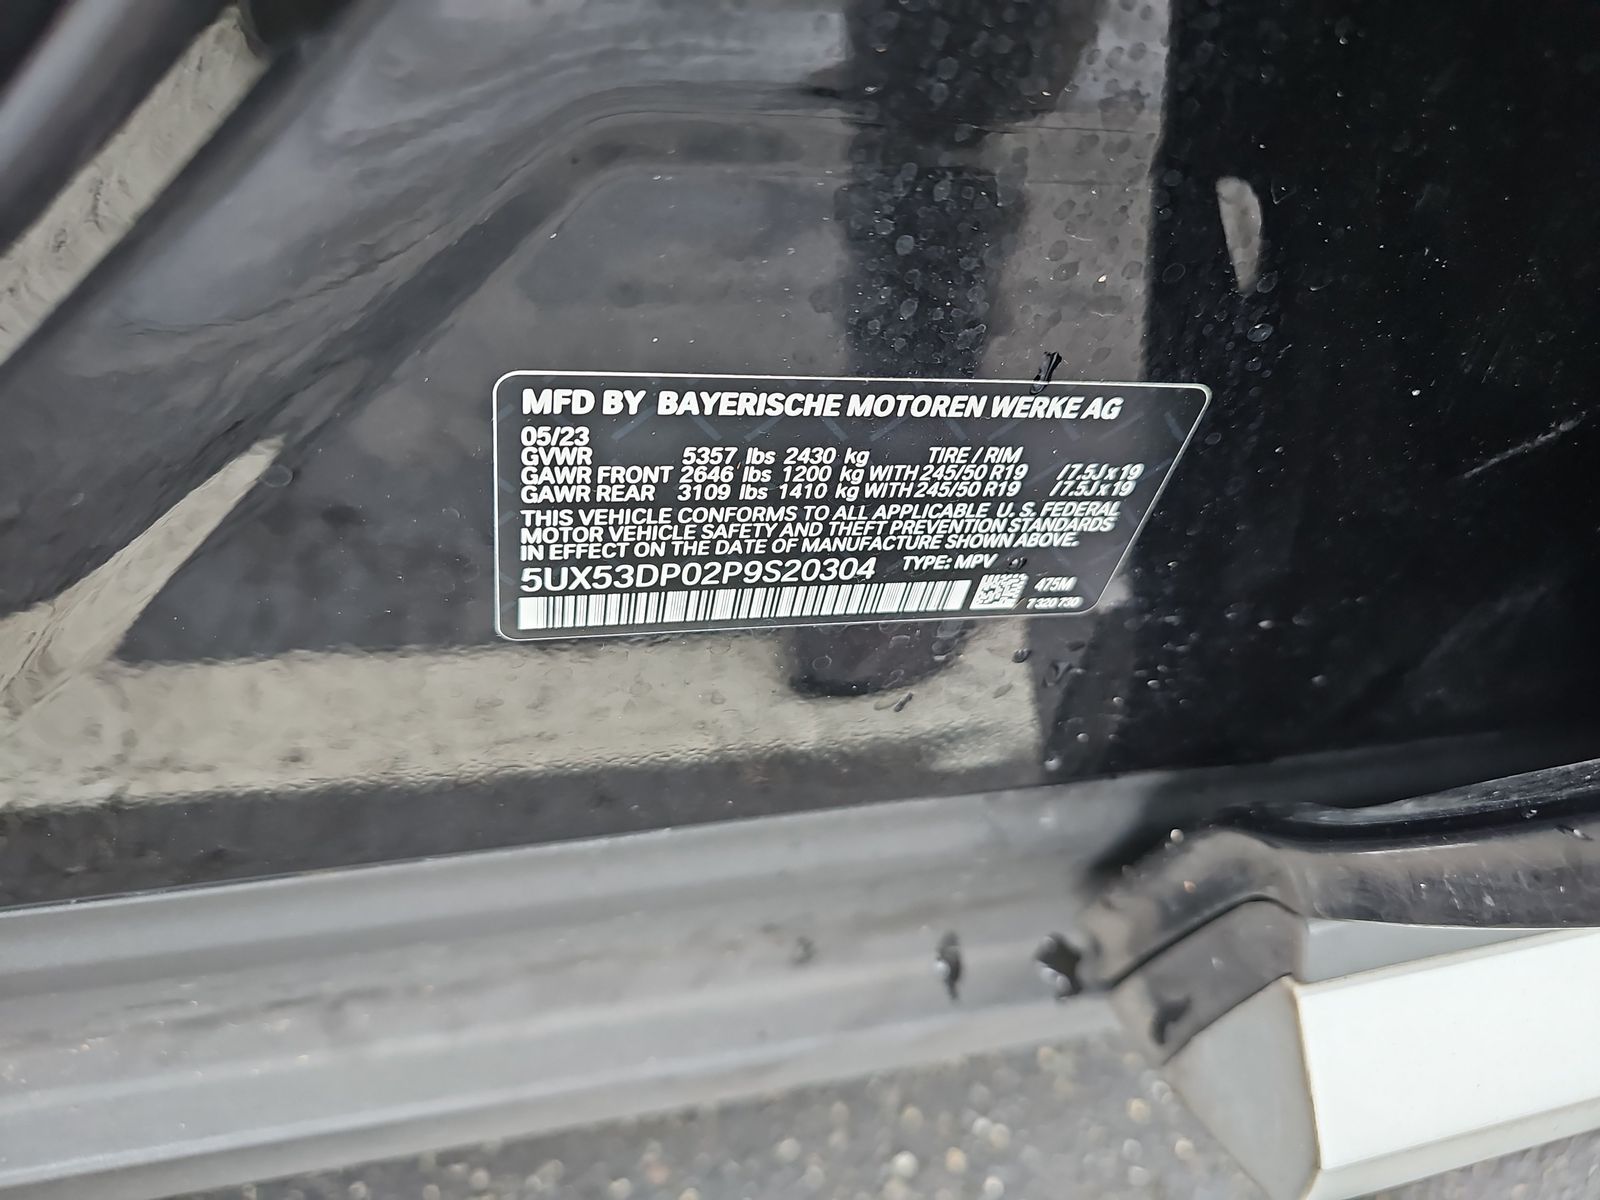 MFD BY BAYERISCHE MOTOREN WERKE AG
05/23
GVWR 5357 lbs 2430 kg TIRE / RIM
GAWR FRONT 2646 lbs 1200 kg WITH 245/50 R19 /7.5J x 19
GAWR REAR 3109 lbs 1410 kg WITH 245/50 R19 /7.5J x 19
THIS VEHICLE CONFORMS TO ALL APPLICABLE U.S. FEDERAL
MOTOR VEHICLE SAFETY AND THEFT PREVENTION STANDARDS
IN EFFECT ON THE DATE OF MANUFACTURE SHOWN ABOVE.
5UX53DP02P9S20304 TYPE: MPV
475M
7 320 730